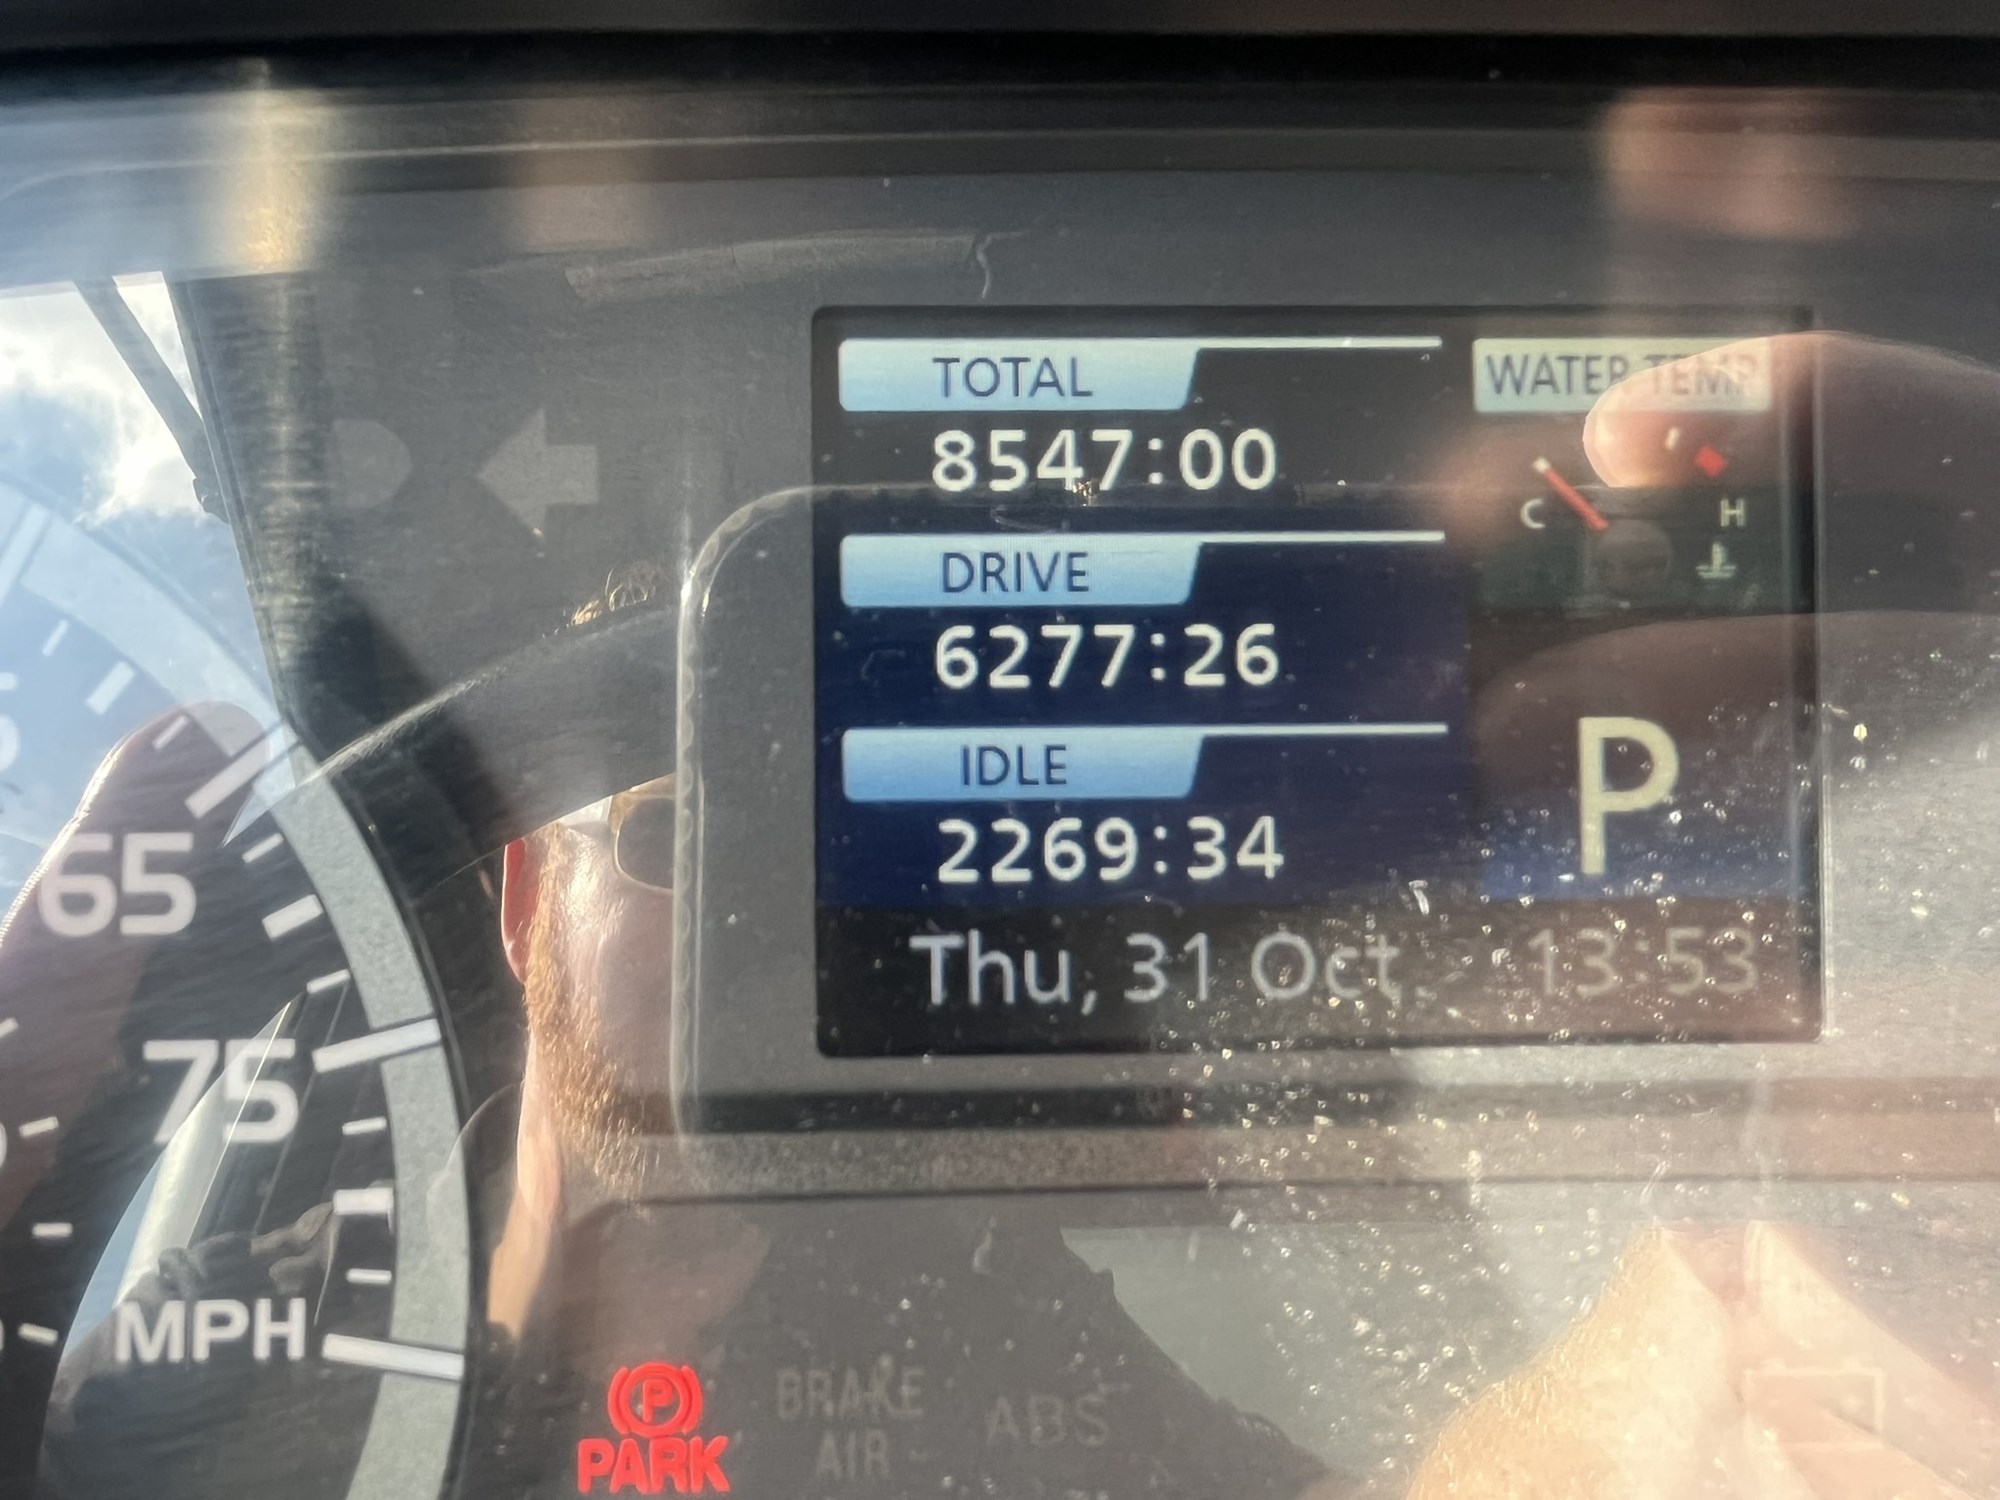 TOTAL
WATER TEMP
8547:00
C H
DRIVE
6277:26
IDLE
P
2269:34
65
Thu, 31 Oct. 13:53
75
MPH
P
PARK
BRAKE
AIR
ABS